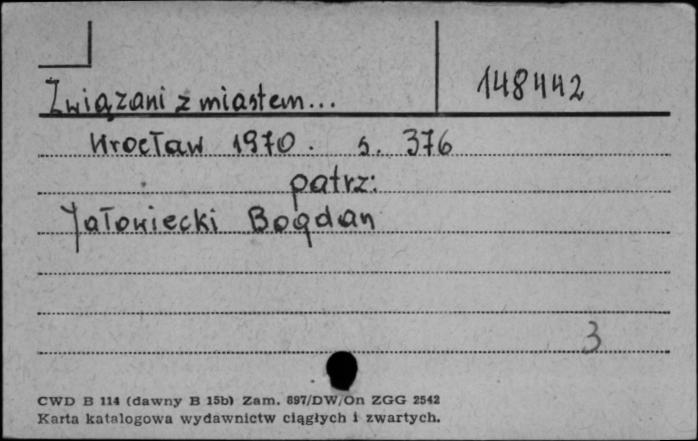 148442
Związani z miastem...
Wrocław 1970. s. 376
patrz:
Jałowiecki Bogdan
3
CWD B 114 (dawny B 15b) Zam. 897/DW/On ZGG 2542
Karta katalogowa wydawnictw ciągłych i zwartych.